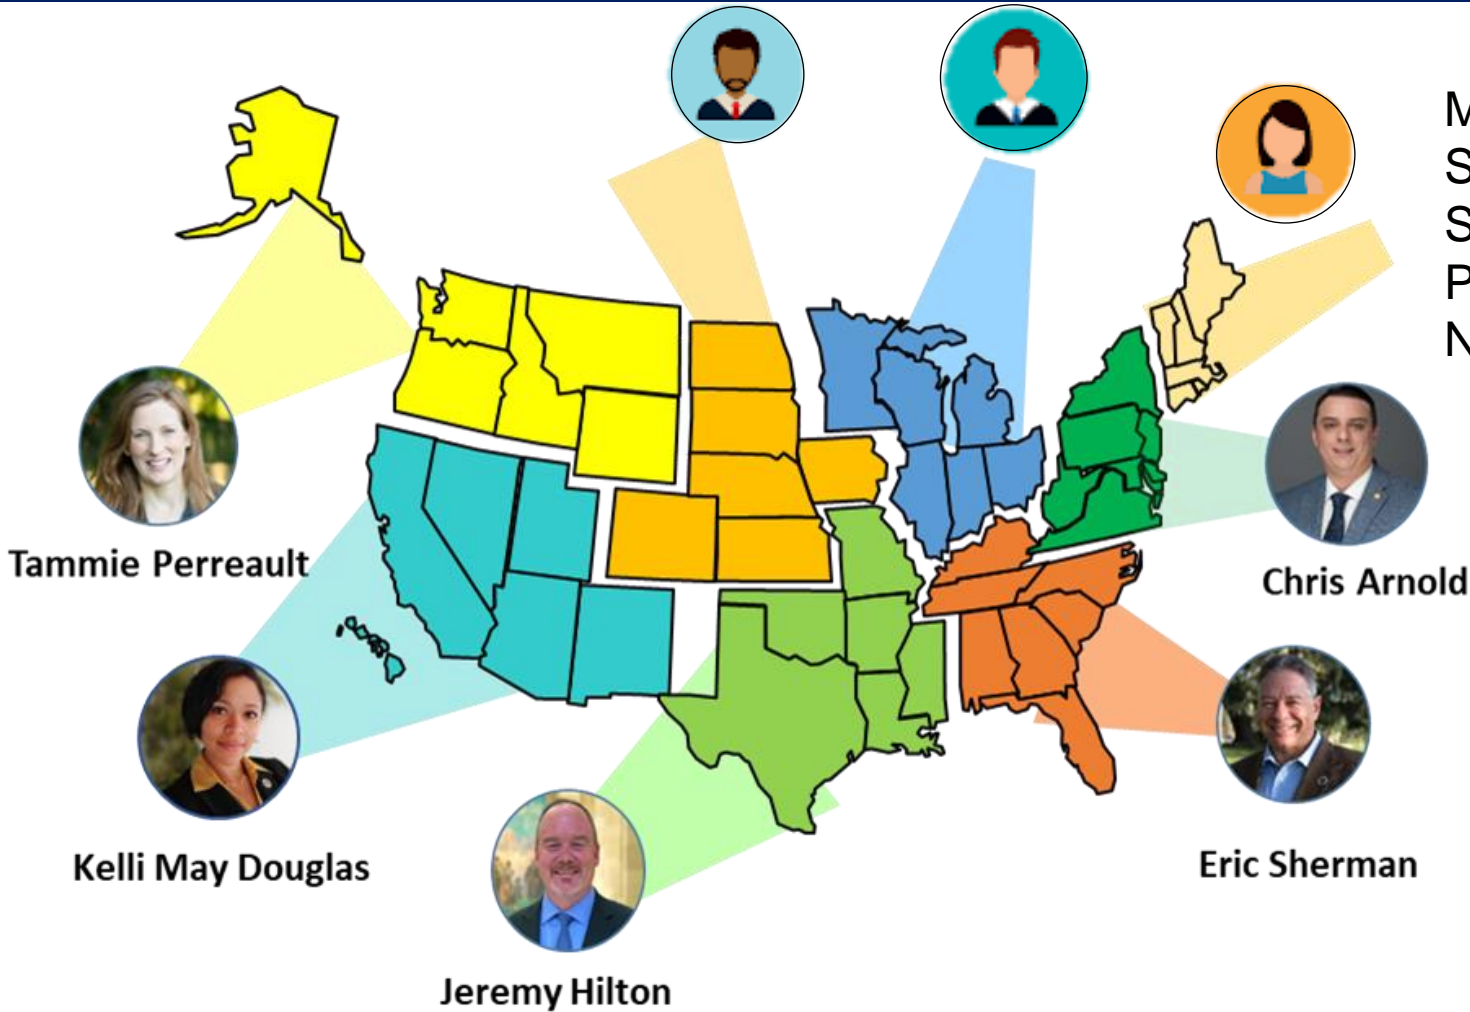 M
S
S
P
N
Tammie Perreault
Chris Arnold
Kelli May Douglas
Eric Sherman
Jeremy Hilton